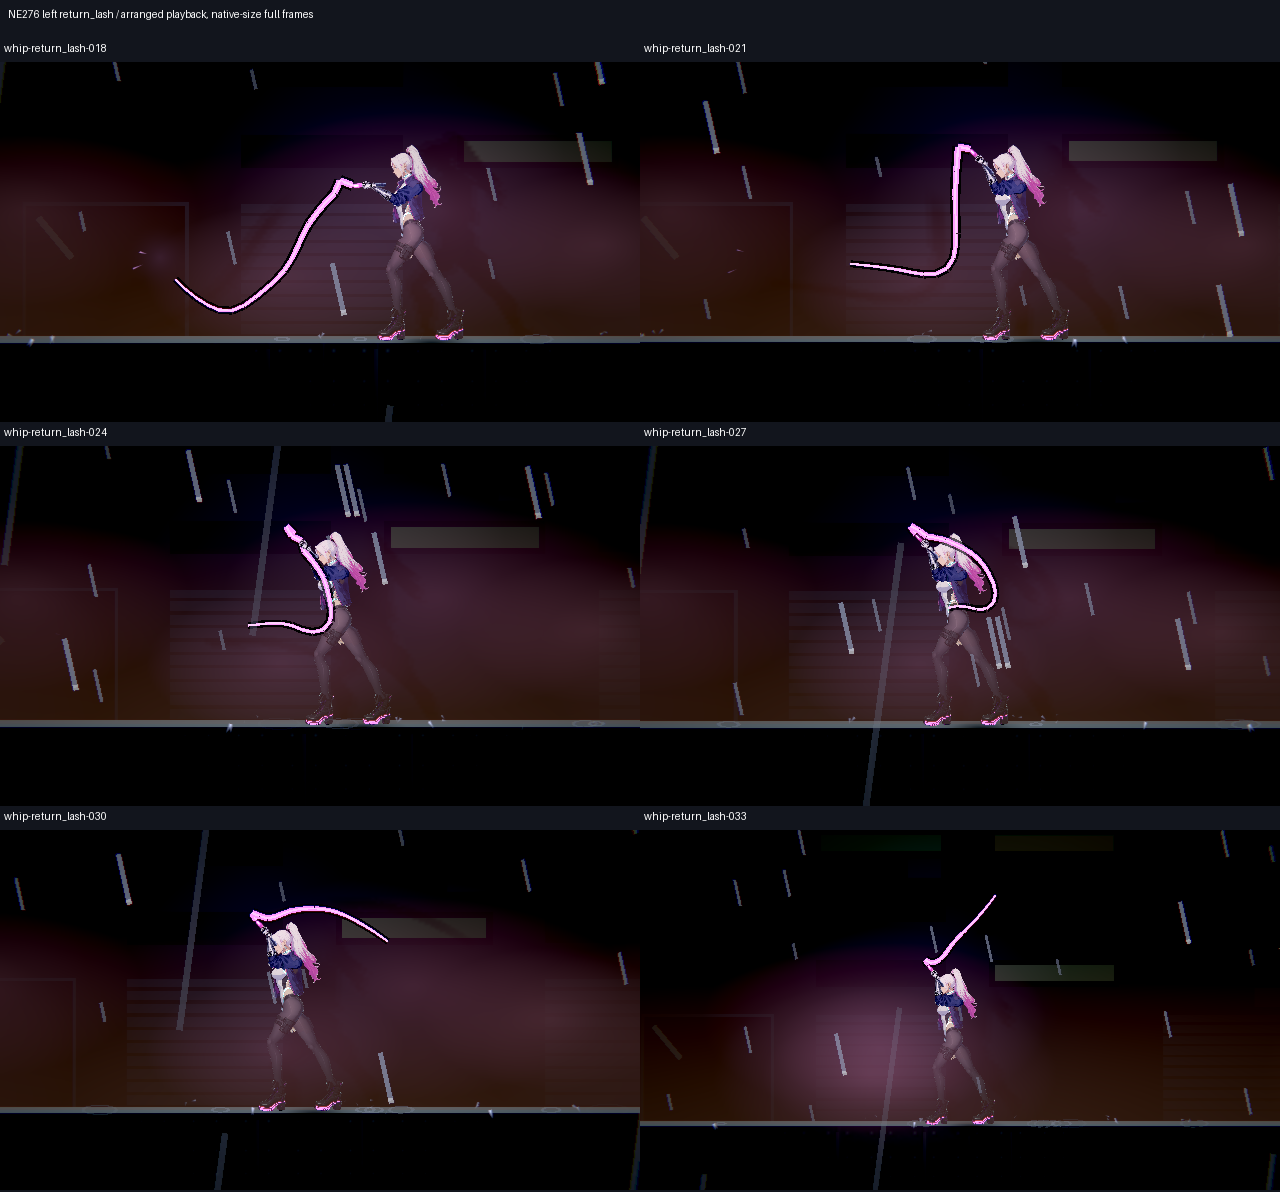 NE276 left return_lash / arranged playback, native-size full frames
whip-return_lash-018
whip-return_lash-021
whip-return_lash-024
whip-return_lash-027
whip-return_lash-030
whip-return_lash-033